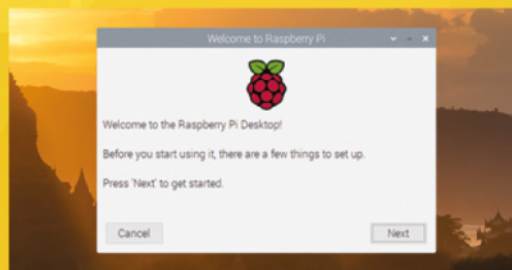 Welcome to Raspberry Pi
Welcome to the Raspberry Pi Desktop!
Before you start using it, there are a few things to set up.
Press 'Next' to get started.
Cancel
Next